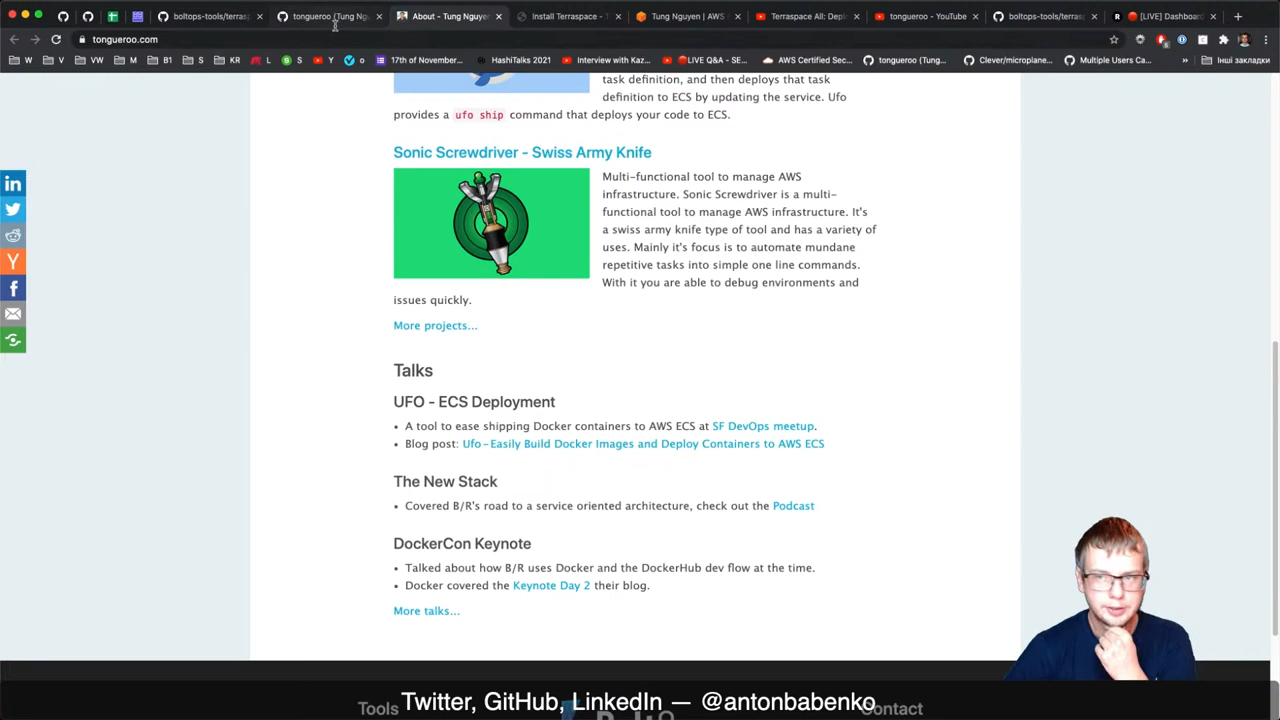 boltops-tools/terras
tongueroo (Tung Ng
About - Tung Nguyen
Install Terraspace - T
Tung Nguyen | AWS
Terraspace All: Depl
tongueroo - YouTube
boltops-tools/terras
[LIVE] Dashboar
tongueroo.com
W
M
VW
M
B1
S
KR
L
S
Y
o
17th of November...
HashiTalks 2021
Interview with Kaz...
LIVE Q&A - SE...
AWS Certified Sec...
tongueroo (Tung...
Clever/microplane...
Multiple Users Ca...
»
Інші закладки
task definition, and then deploys that task
definition to ECS by updating the service. Ufo
provides a ufo ship command that deploys your code to ECS.
Sonic Screwdriver - Swiss Army Knife
Multi-functional tool to manage AWS
infrastructure. Sonic Screwdriver is a multi-
functional tool to manage AWS infrastructure. It's
a swiss army knife type of tool and has a variety of
uses. Mainly it's focus is to automate mundane
repetitive tasks into simple one line commands.
With it you are able to debug environments and
issues quickly.
More projects...
Talks
UFO - ECS Deployment
• A tool to ease shipping Docker containers to AWS ECS at SF DevOps meetup.
• Blog post: Ufo - Easily Build Docker Images and Deploy Containers to AWS ECS
The New Stack
• Covered B/R's road to a service oriented architecture, check out the Podcast
DockerCon Keynote
• Talked about how B/R uses Docker and the DockerHub dev flow at the time.
• Docker covered the Keynote Day 2 their blog.
More talks...
Tools
Contact
Twitter, GitHub, LinkedIn — @antonbabenko